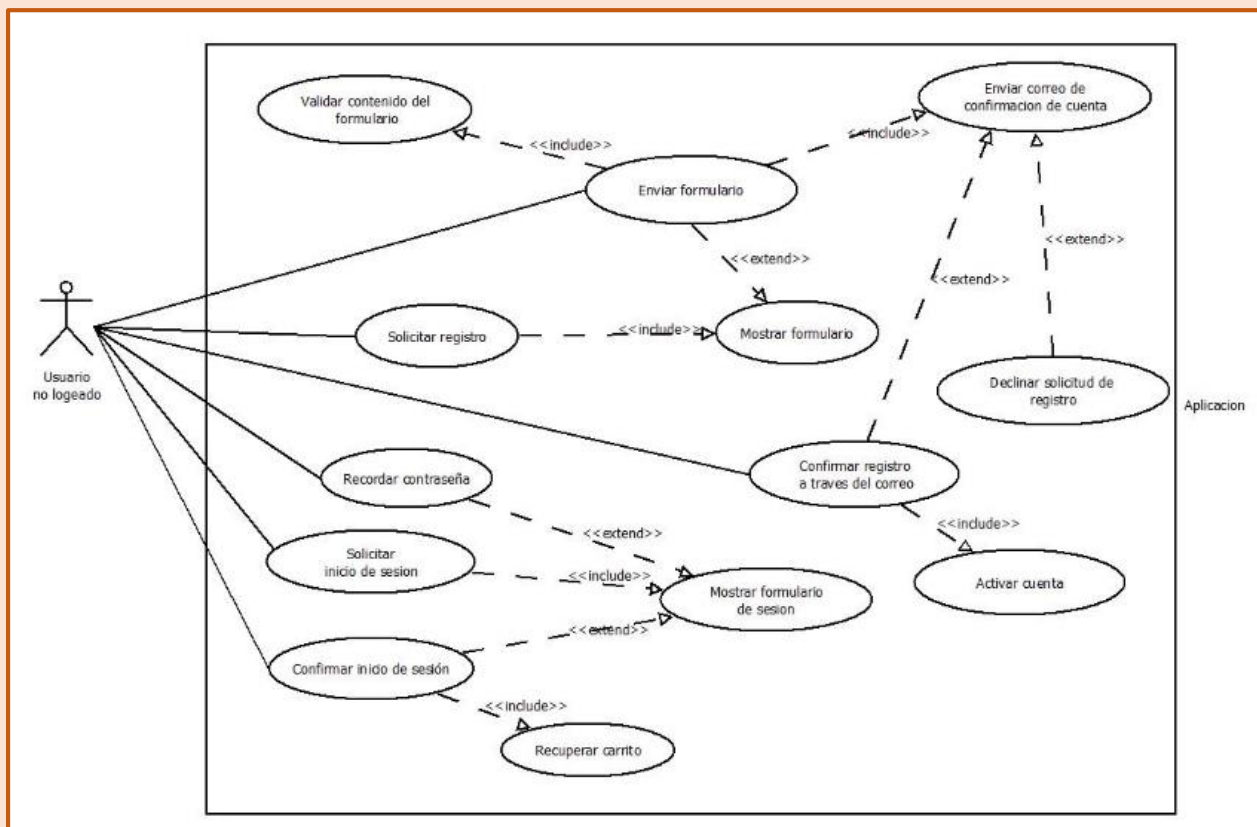 Validar contenido del
formulario
Enviar correo de
confirmacion de cuenta
<<include>>
<<include>>
Enviar formulario
<<extend>>
<<extend>>
<<extend>>
Solicitar registro
<<include>>
Mostrar formulario
Usuario
no logeado
Declinar solicitud de
registro
Aplicacion
Recordar contraseña
Confirmar registro
a traves del correo
<<extend>>
<<include>>
Solicitar
inicio de sesion
<<include>>
Activar cuenta
Mostrar formulario
de sesion
<<extend>>
Confirmar inicio de sesión
<<include>>
Recuperar carrito